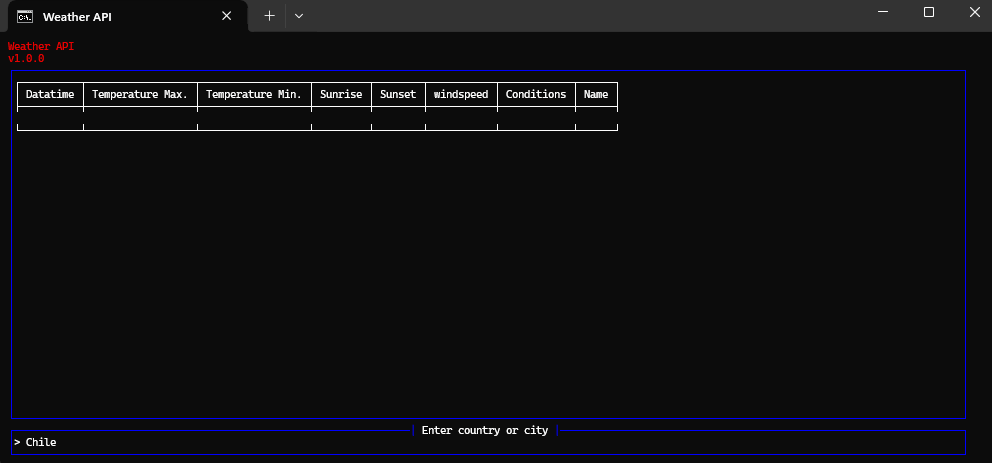 Weather API
Weather API
v1.0.0
Datatime Temperature Max. Temperature Min. Sunrise Sunset windspeed Conditions Name
Enter country or city
> Chile